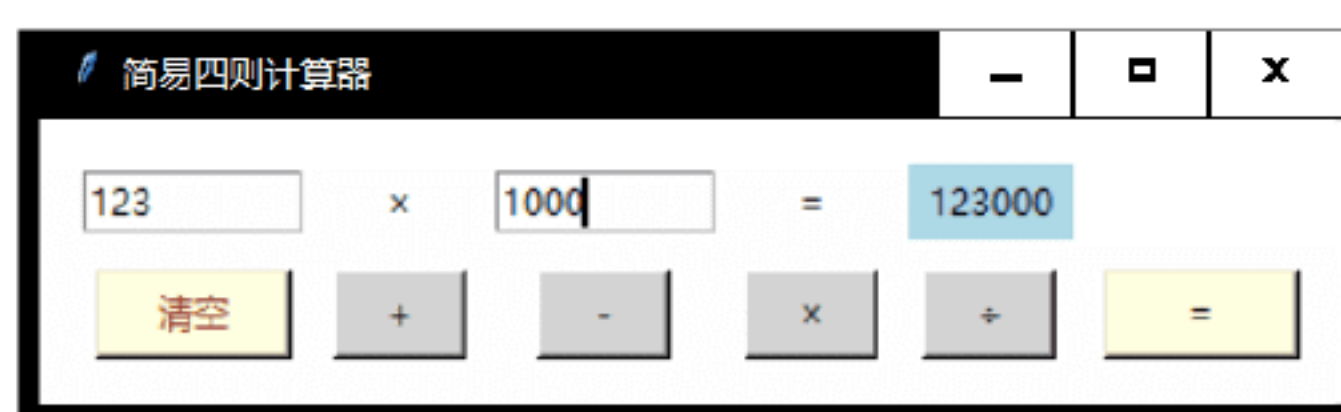 简易四则计算器
123 × 1000 = 123000
清空 + - × ÷ =